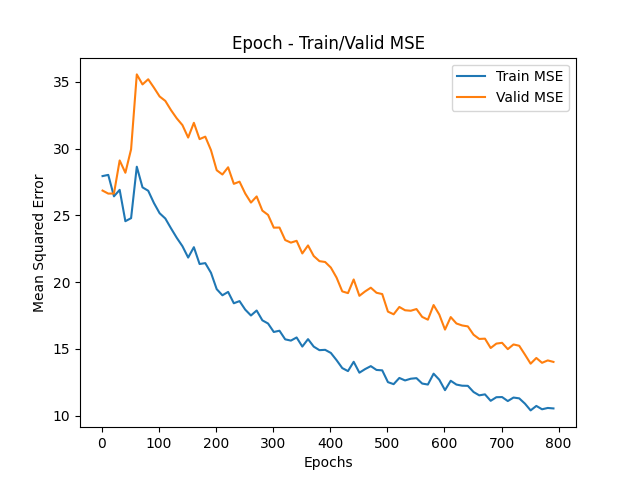 Epoch - Train/Valid MSE
Train MSE
Valid MSE
Mean Squared Error
35
30
25
20
15
10
0 100 200 300 400 500 600 700 800
Epochs